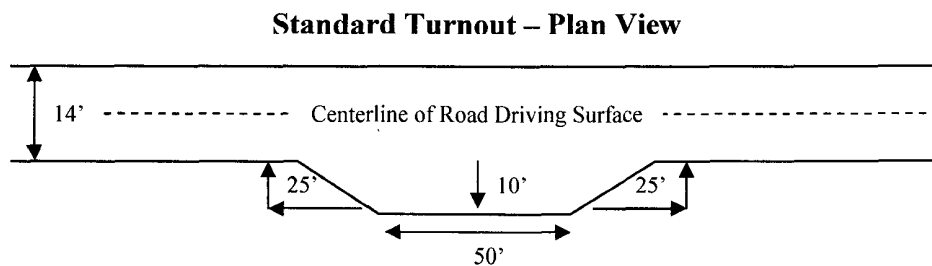 Standard Turnout – Plan View
14’
Centerline of Road Driving Surface
25’
10’
25’
50’